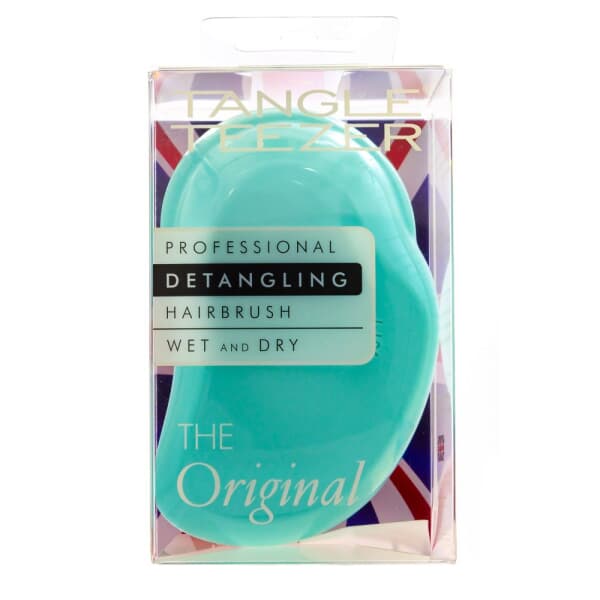 TANGLE
TEEZER
PROFESSIONAL
DETANGLING
HAIRBRUSH
WET AND DRY
THE
Original